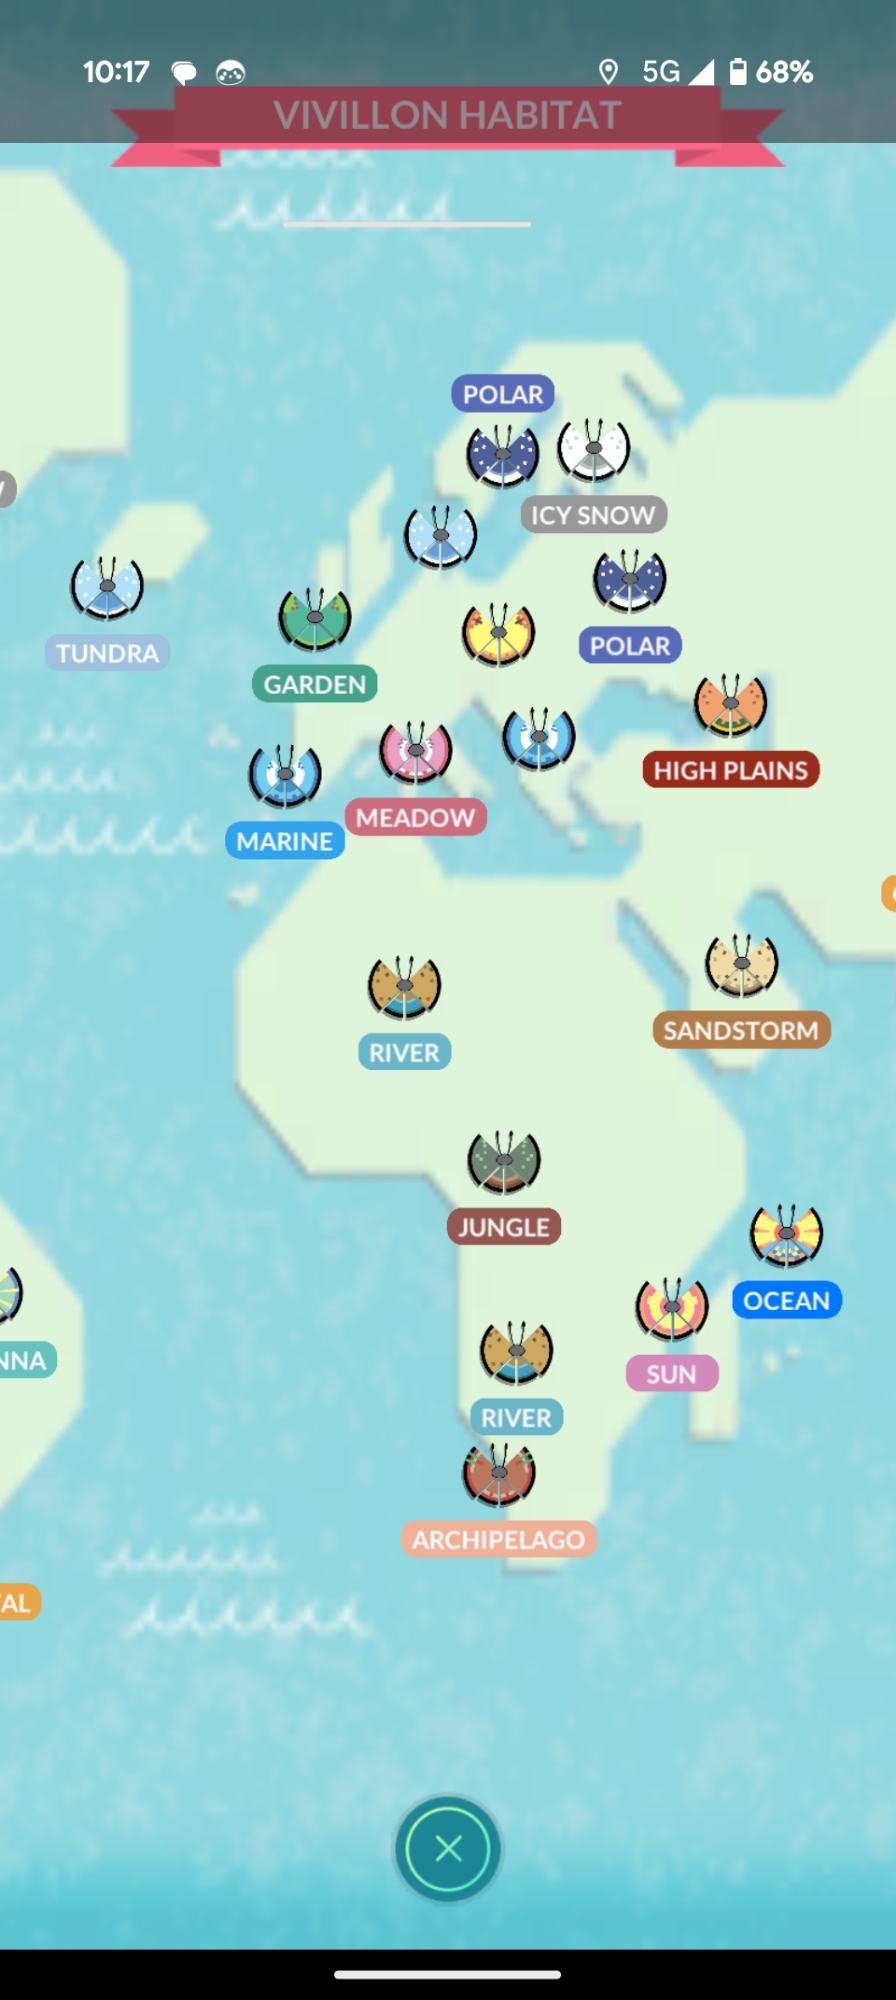 10:17
5G
68%
VIVILLON HABITAT
POLAR
ICY SNOW
TUNDRA
POLAR
GARDEN
HIGH PLAINS
MEADOW
MARINE
SANDSTORM
RIVER
JUNGLE
OCEAN
NNA
SUN
RIVER
ARCHIPELAGO
AL